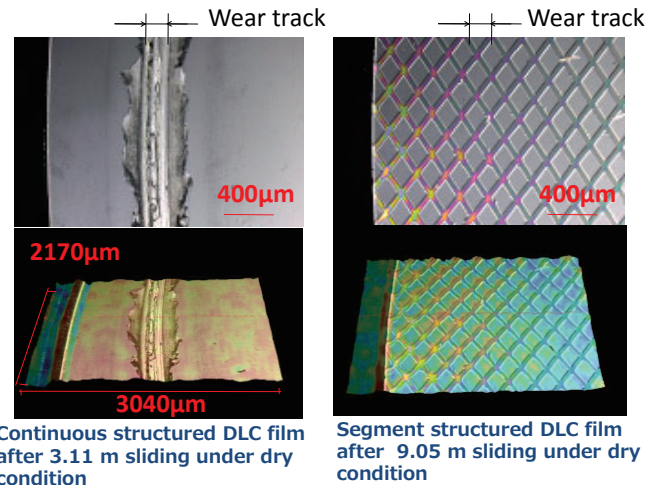 Wear track
Wear track
400μm
400μm
2170μm
3040μm
Continuous structured DLC film
after 3.11 m sliding under dry
condition
Segment structured DLC film
after 9.05 m sliding under dry
condition